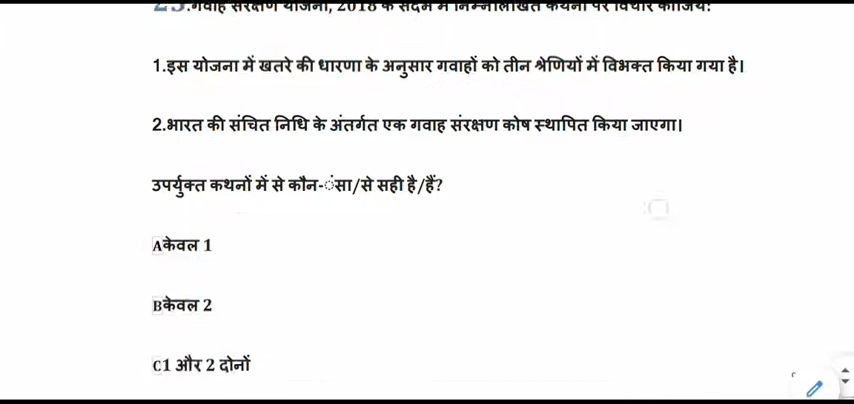 23.गवाह संरक्षण योजना, 2018 के संदर्भ में निम्नलिखित कथनों पर विचार कीजिये:
1.इस योजना में खतरे की धारणा के अनुसार गवाहों को तीन श्रेणियों में विभक्त किया गया है।
2.भारत की संचित निधि के अंतर्गत एक गवाह संरक्षण कोष स्थापित किया जाएगा।
उपर्युक्त कथनों में से कौन-ंसा/से सही है/हैं?
Aकेवल 1
Bकेवल 2
C1 और 2 दोनों